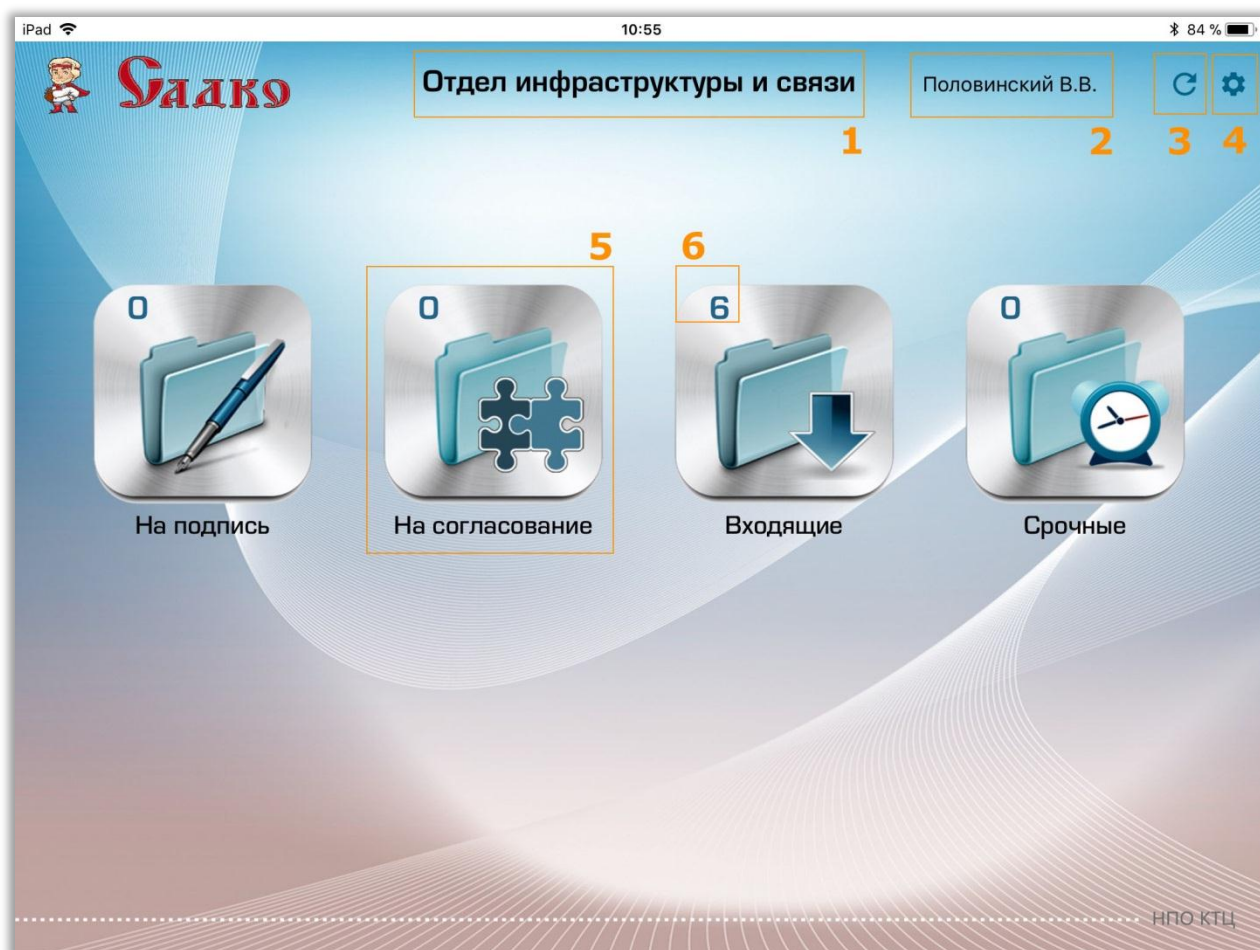 iPad 10:55 84 %
Садко Отдел инфраструктуры и связи Половинский В.В.
1 2 3 4
5 6
0 0 6 0
На подпись На согласование Входящие Срочные
НПО КТЦ